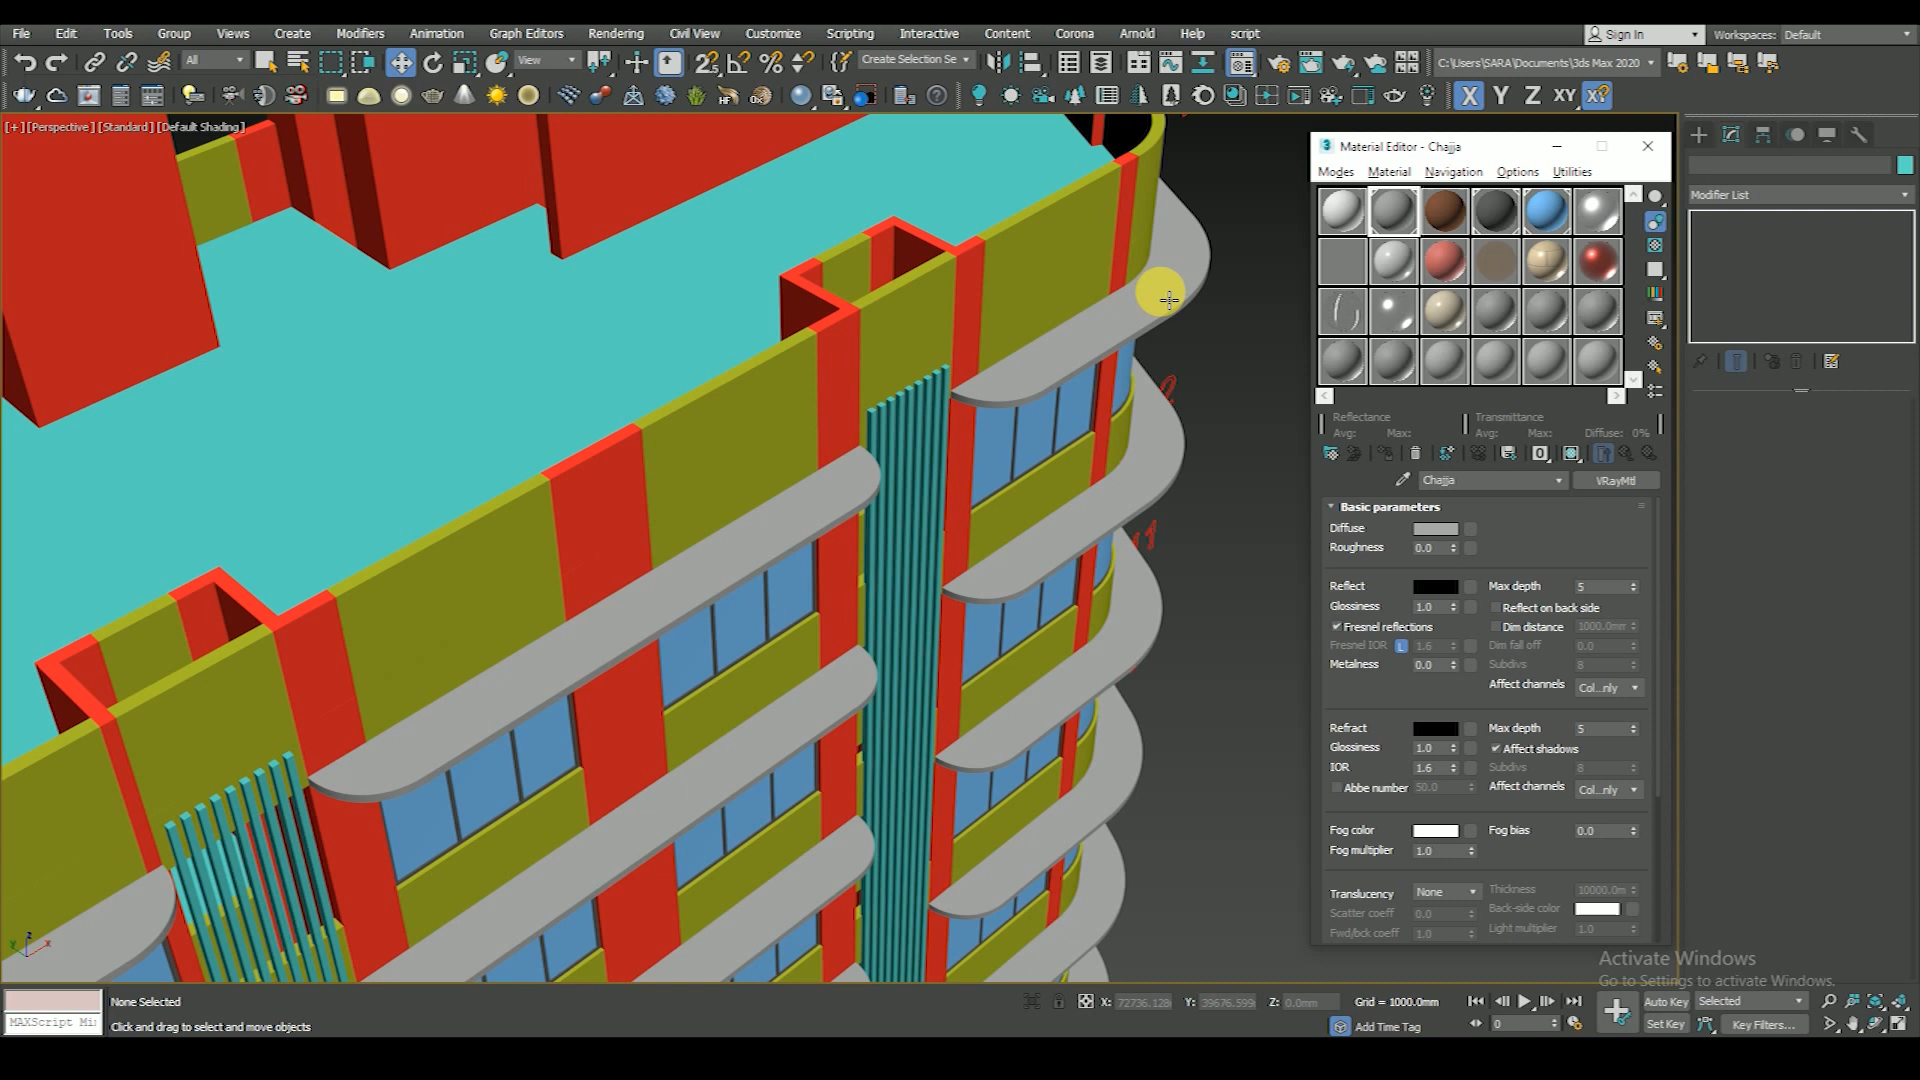 File Edit Tools Group Views Create Modifiers Animation Graph Editors Rendering Civil View Customize Scripting Interactive Content Corona Arnold Help script Sign In Workspaces: Default
All View Create Selection Se C:\Users\SARA\Documents\3ds Max 2020
X Y Z XY XY
[+] [Perspective] [Standard] [Default Shading]
Material Editor - Chajja
Modes Material Navigation Options Utilities
Modifier List
Reflectance Transmittance
Avg: Max: Avg: Max: Diffuse: 0%
Chajja VRayMtl
Basic parameters
Diffuse
Roughness 0.0
Reflect Max depth 5
Glossiness 1.0 Reflect on back side
Fresnel reflections Dim distance 1000.0mr
Fresnel IOR L 1.6 Dim fall off 0.0
Metalness 0.0 Subdivs 8
Affect channels Col...nly
Refract Max depth 5
Glossiness 1.0 Affect shadows
IOR 1.6 Subdivs 8
Abbe number 50.0 Affect channels Col...nly
Fog color Fog bias 0.0
Fog multiplier 1.0
Translucency None Thickness 10000.0m
Scatter coeff 0.0 Back-side color
Fwd/bck coeff 1.0 Light multiplier 1.0
Activate Windows
Go to Settings to activate Windows.
None Selected X: 72736.128 Y: 39676.599 Z: 0.0mm Grid = 1000.0mm Auto Key Selected
MAXScript Mi Click and drag to select and move objects Add Time Tag 0 Set Key Key Filters...